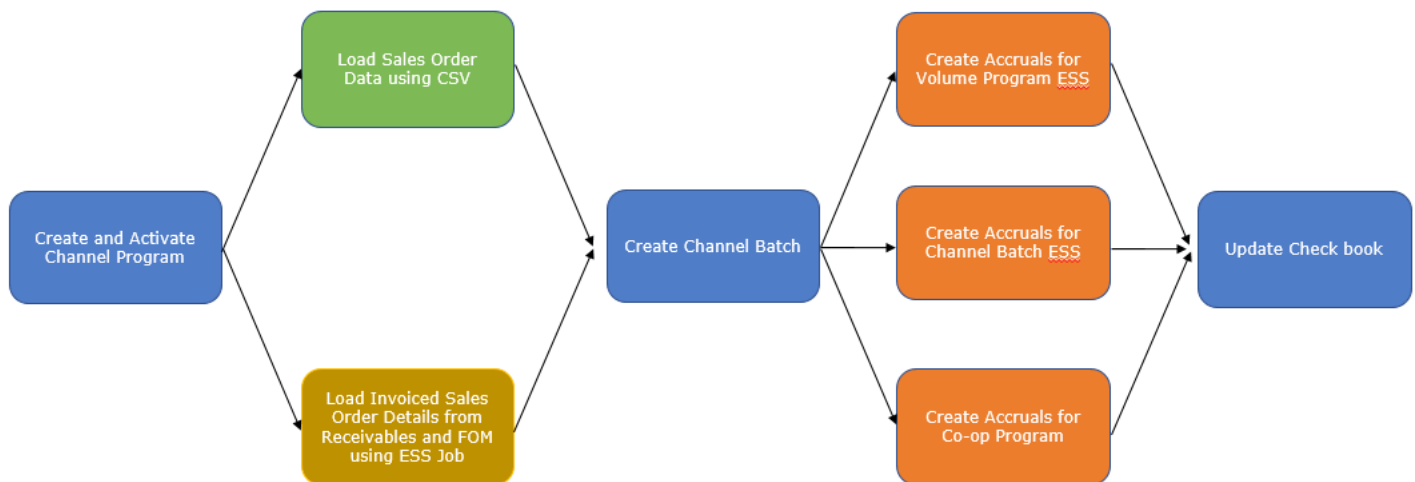 Create and Activate
Channel Program
Load Sales Order
Data using CSV
Load Invoiced Sales
Order Details from
Receivables and FOM
using ESS Job
Create Channel Batch
Create Accruals for
Volume Program ESS
Create Accruals for
Channel Batch ESS
Create Accruals for
Co-op Program
Update Check book